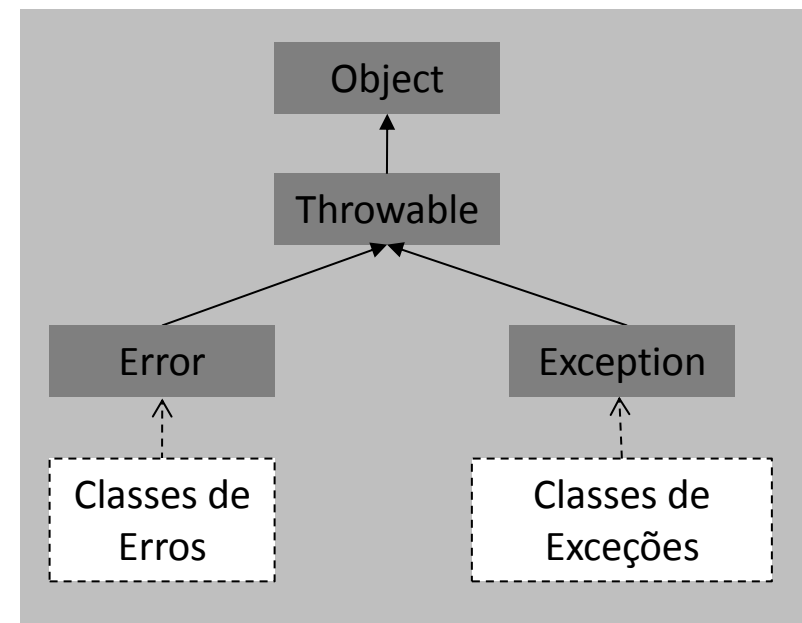 Object
Throwable
Error
Exception
Classes de
Erros
Classes de
Exceções